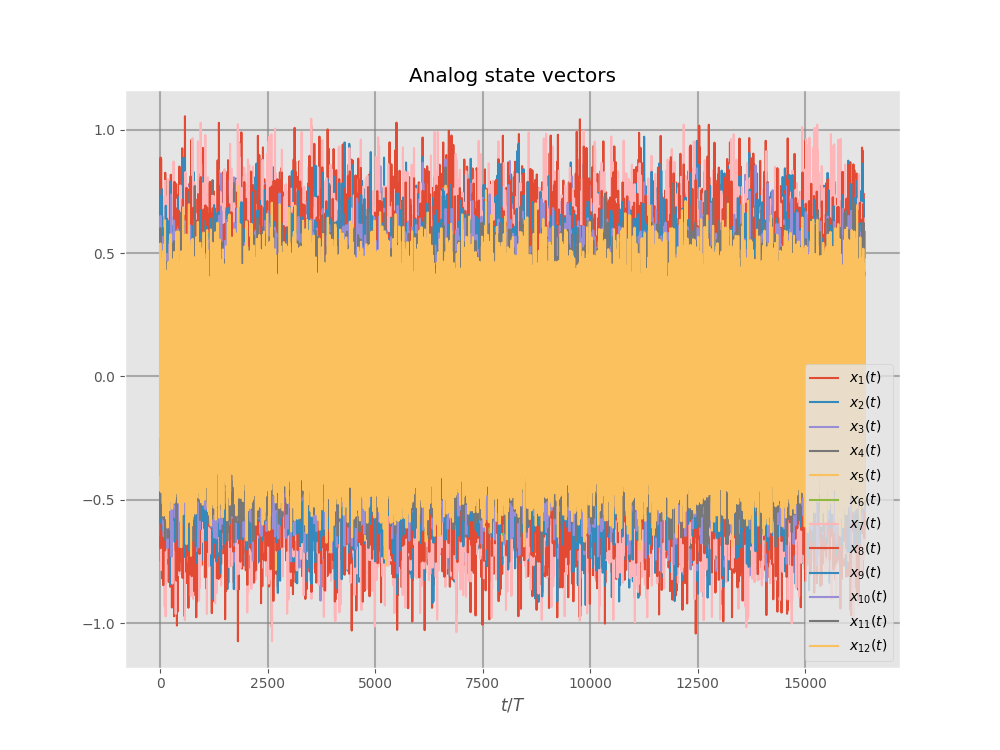 Analog state vectors
1.0
0.5
0.0
−0.5
−1.0
0 2500 5000 7500 10000 12500 15000
t/T
x₁(t)
x₂(t)
x₃(t)
x₄(t)
x₅(t)
x₆(t)
x₇(t)
x₈(t)
x₉(t)
x₁₀(t)
x₁₁(t)
x₁₂(t)